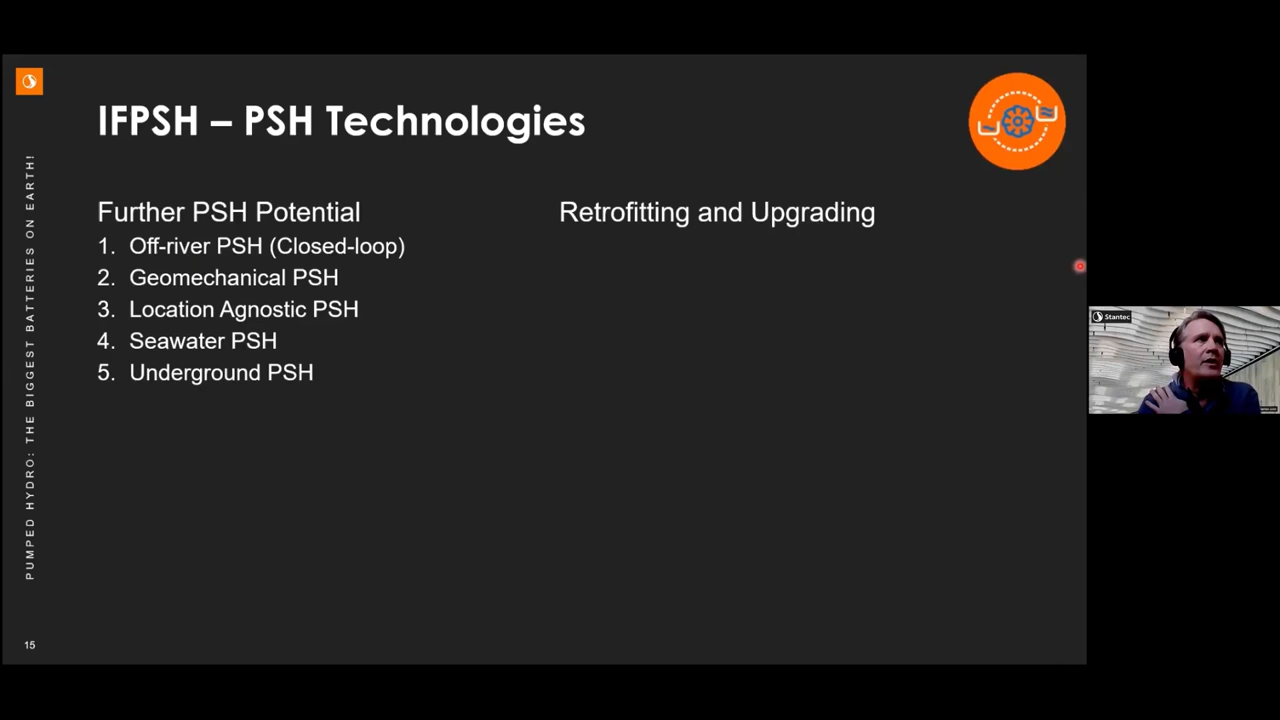 IFPSH – PSH Technologies
Further PSH Potential
1. Off-river PSH (Closed-loop)
2. Geomechanical PSH
3. Location Agnostic PSH
4. Seawater PSH
5. Underground PSH
Retrofitting and Upgrading
PUMPED HYDRO: THE BIGGEST BATTERIES ON EARTH!
15
Stantec